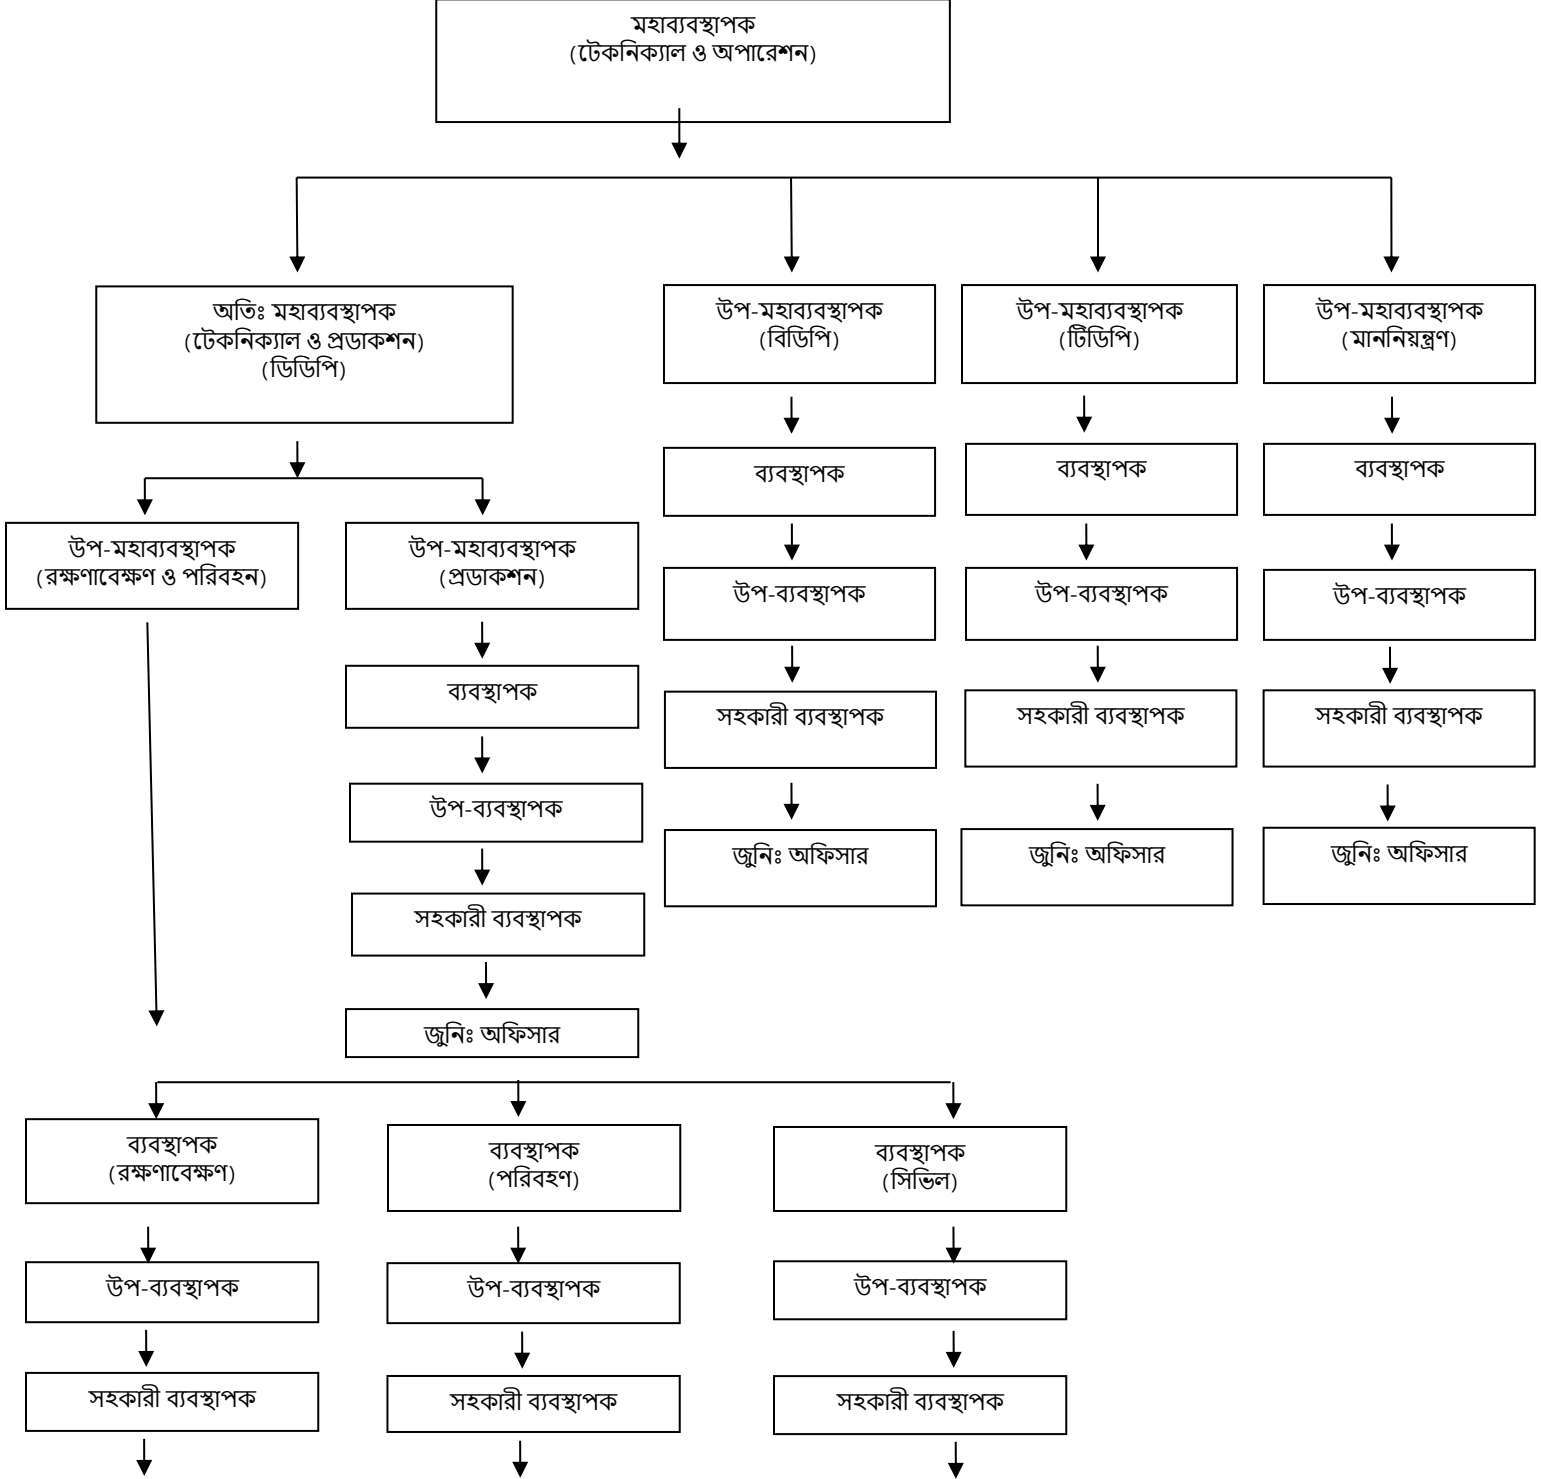 মহাব্যবস্থাপক
(টেকনিক্যাল ও অপারেশন)
অতিঃ মহাব্যবস্থাপক
(টেকনিক্যাল ও প্রডাকশন)
(ডিডিপি)
উপ-মহাব্যবস্থাপক
(বিডিপি)
উপ-মহাব্যবস্থাপক
(টিডিপি)
উপ-মহাব্যবস্থাপক
(মাননিয়ন্ত্রণ)
ব্যবস্থাপক
ব্যবস্থাপক
ব্যবস্থাপক
উপ-মহাব্যবস্থাপক
(রক্ষণাবেক্ষণ ও পরিবহন)
উপ-মহাব্যবস্থাপক
(প্রডাকশন)
উপ-ব্যবস্থাপক
উপ-ব্যবস্থাপক
উপ-ব্যবস্থাপক
ব্যবস্থাপক
সহকারী ব্যবস্থাপক
সহকারী ব্যবস্থাপক
সহকারী ব্যবস্থাপক
উপ-ব্যবস্থাপক
জুনিঃ অফিসার
জুনিঃ অফিসার
জুনিঃ অফিসার
সহকারী ব্যবস্থাপক
জুনিঃ অফিসার
ব্যবস্থাপক
(রক্ষণাবেক্ষণ)
ব্যবস্থাপক
(পরিবহণ)
ব্যবস্থাপক
(সিভিল)
উপ-ব্যবস্থাপক
উপ-ব্যবস্থাপক
উপ-ব্যবস্থাপক
সহকারী ব্যবস্থাপক
সহকারী ব্যবস্থাপক
সহকারী ব্যবস্থাপক